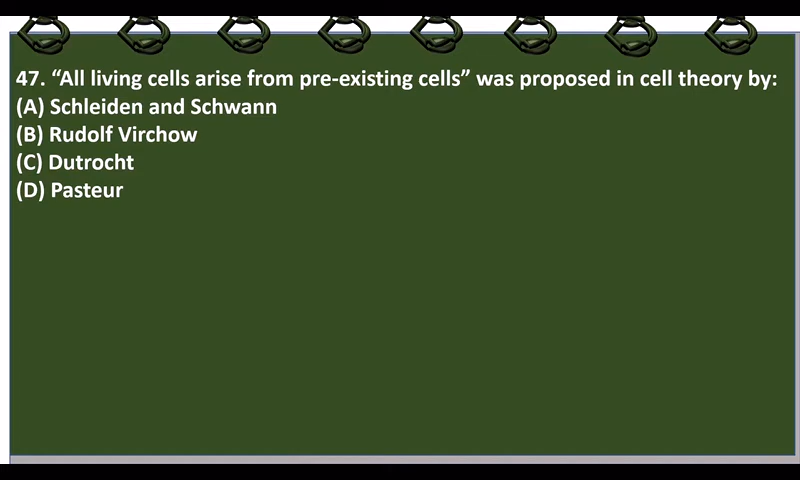 47. “All living cells arise from pre-existing cells” was proposed in cell theory by:
(A) Schleiden and Schwann
(B) Rudolf Virchow
(C) Dutrocht
(D) Pasteur